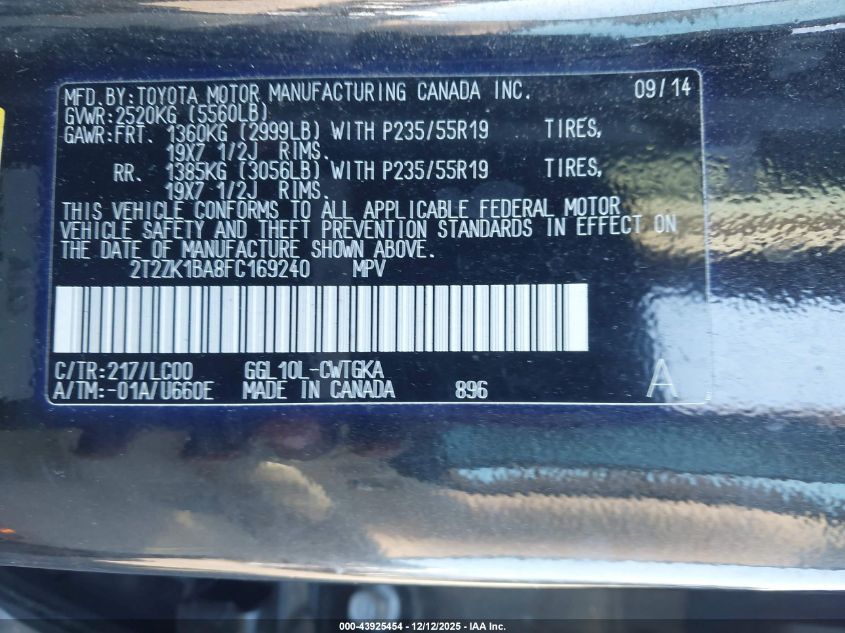 MFD.BY:TOYOTA MOTOR MANUFACTURING CANADA INC. 09/14
GVWR:2520KG (5560LB)
GAWR:FRT. 1360KG (2999LB) WITH P235/55R19 TIRES,
19X7 1/2J RIMS.
RR. 1385KG (3056LB) WITH P235/55R19 TIRES,
19X7 1/2J RIMS.
THIS VEHICLE CONFORMS TO ALL APPLICABLE FEDERAL MOTOR
VEHICLE SAFETY AND THEFT PREVENTION STANDARDS IN EFFECT ON
THE DATE OF MANUFACTURE SHOWN ABOVE.
2T2ZK1BA8FC169240 MPV
C/TR:217/LC00 GGL10L-CWTGKA
A/TM:-01A/U660E MADE IN CANADA 896 A
000-43925454 — 12/12/2025 — IAA Inc.